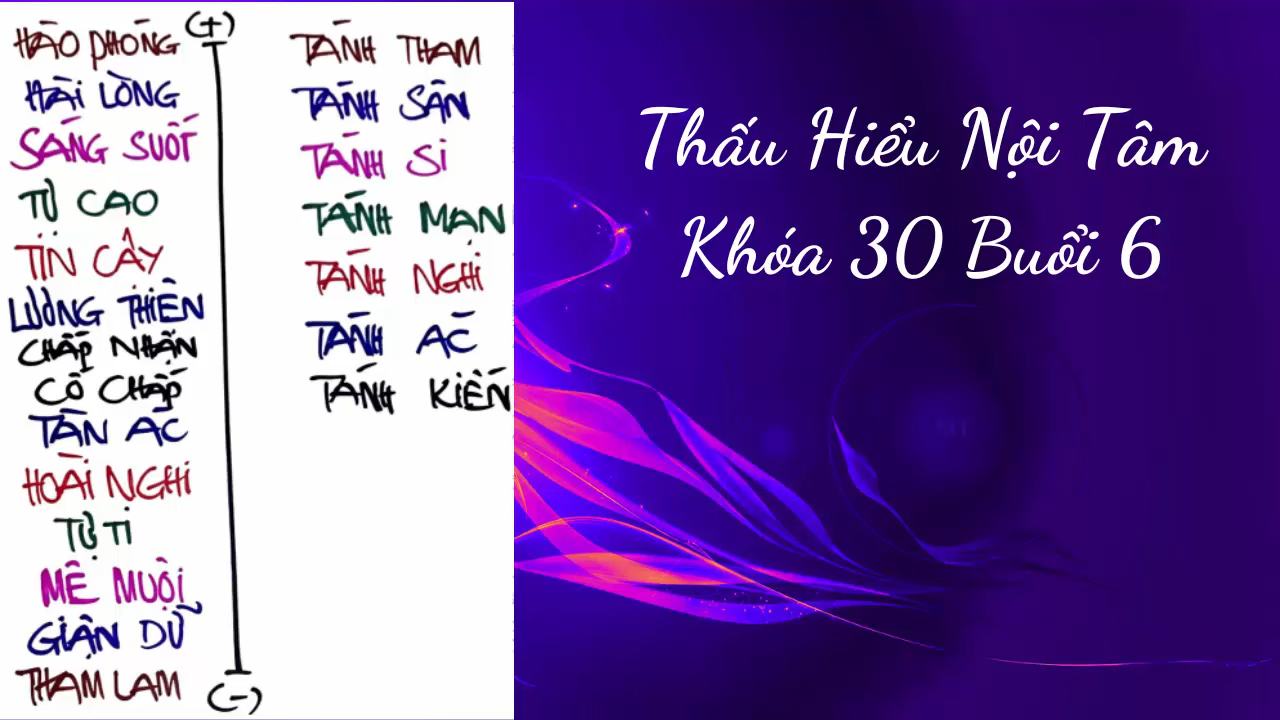 (+)
HÀO PHÓNG
HÀI LÒNG
SÁNG SUỐT
TỰ CAO
TIN CẬY
LƯƠNG THIỆN
CHẤP NHẬN
CỐ CHẤP
TÀN ÁC
HOÀI NGHI
TỰ TI
MÊ MUỘI
GIẬN DỮ
THAM LAM
(-)
TÁNH THAM
TÁNH SÂN
TÁNH SI
TÁNH MẠN
TÁNH NGHI
TÁNH ÁC
TÁNH KIẾN
Thấu Hiểu Nội Tâm
Khóa 30 Buổi 6